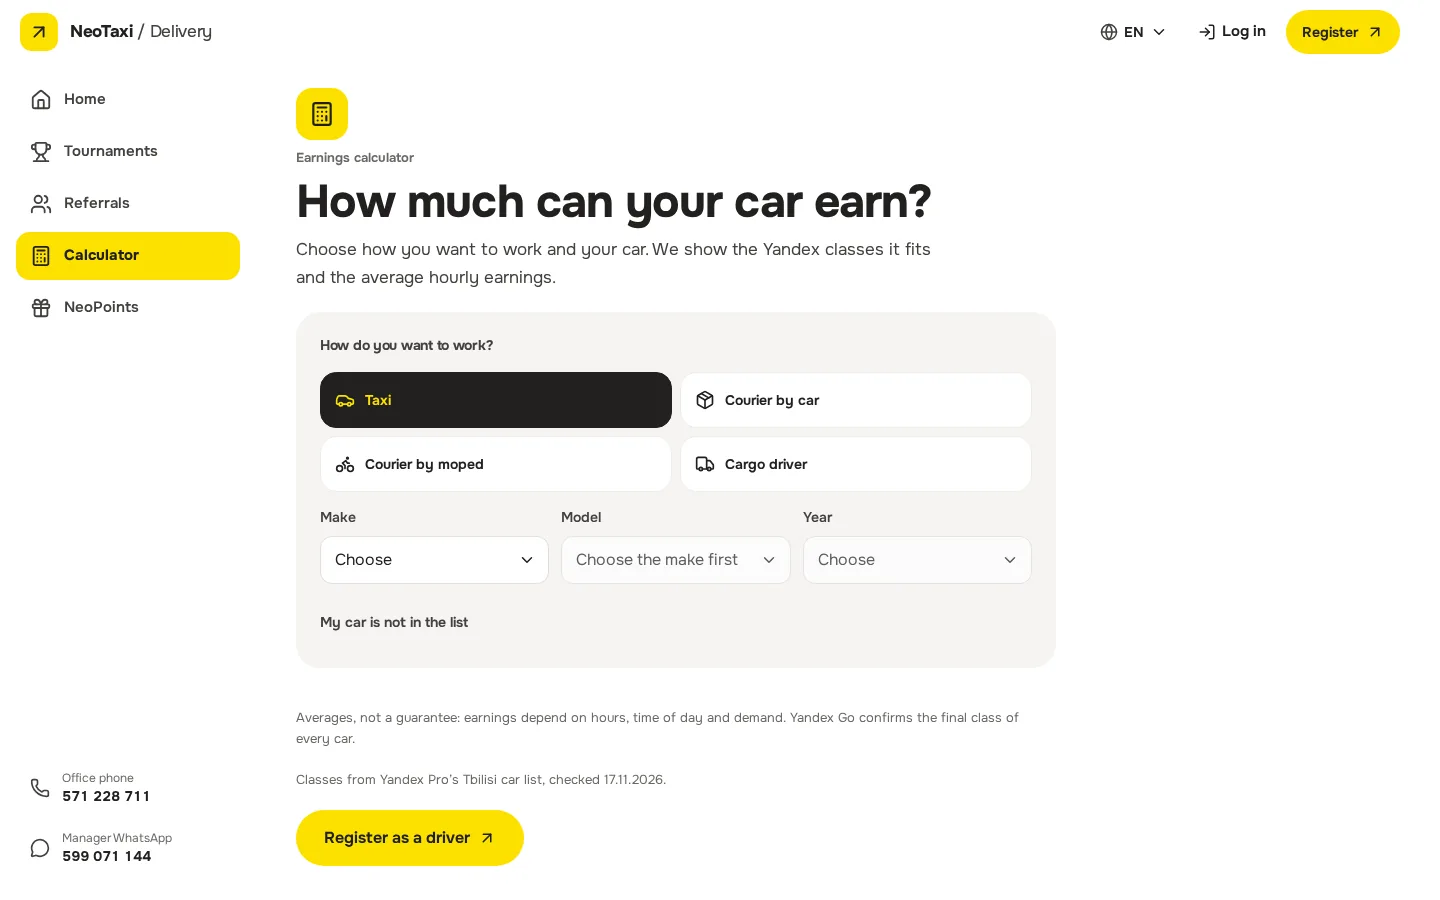 NeoTaxi / Delivery
EN
Log in
Register
Home
Tournaments
Referrals
Calculator
NeoPoints
Office phone
571 228 711
Manager WhatsApp
599 071 144
Earnings calculator
How much can your car earn?
Choose how you want to work and your car. We show the Yandex classes it fits
and the average hourly earnings.
How do you want to work?
Taxi
Courier by car
Courier by moped
Cargo driver
Make
Model
Year
Choose
Choose the make first
Choose
My car is not in the list
Averages, not a guarantee: earnings depend on hours, time of day and demand. Yandex Go confirms the final class of
every car.
Classes from Yandex Pro’s Tbilisi car list, checked 17.11.2026.
Register as a driver